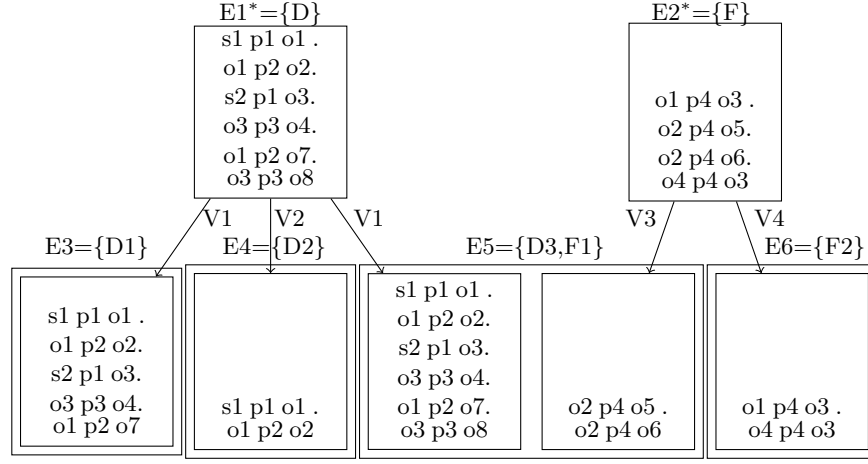 E1*={D}
s1 p1 o1 .
o1 p2 o2.
s2 p1 o3.
o3 p3 o4.
o1 p2 o7.
o3 p3 o8
E2*={F}
o1 p4 o3 .
o2 p4 o5.
o2 p4 o6.
o4 p4 o3
V1
V2
V1
V3
V4
E3={D1}
s1 p1 o1 .
o1 p2 o2.
s2 p1 o3.
o3 p3 o4.
o1 p2 o7
E4={D2}
s1 p1 o1 .
o1 p2 o2
E5={D3,F1}
s1 p1 o1 .
o1 p2 o2.
s2 p1 o3.
o3 p3 o4.
o1 p2 o7.
o3 p3 o8
o2 p4 o5 .
o2 p4 o6
E6={F2}
o1 p4 o3 .
o4 p4 o3